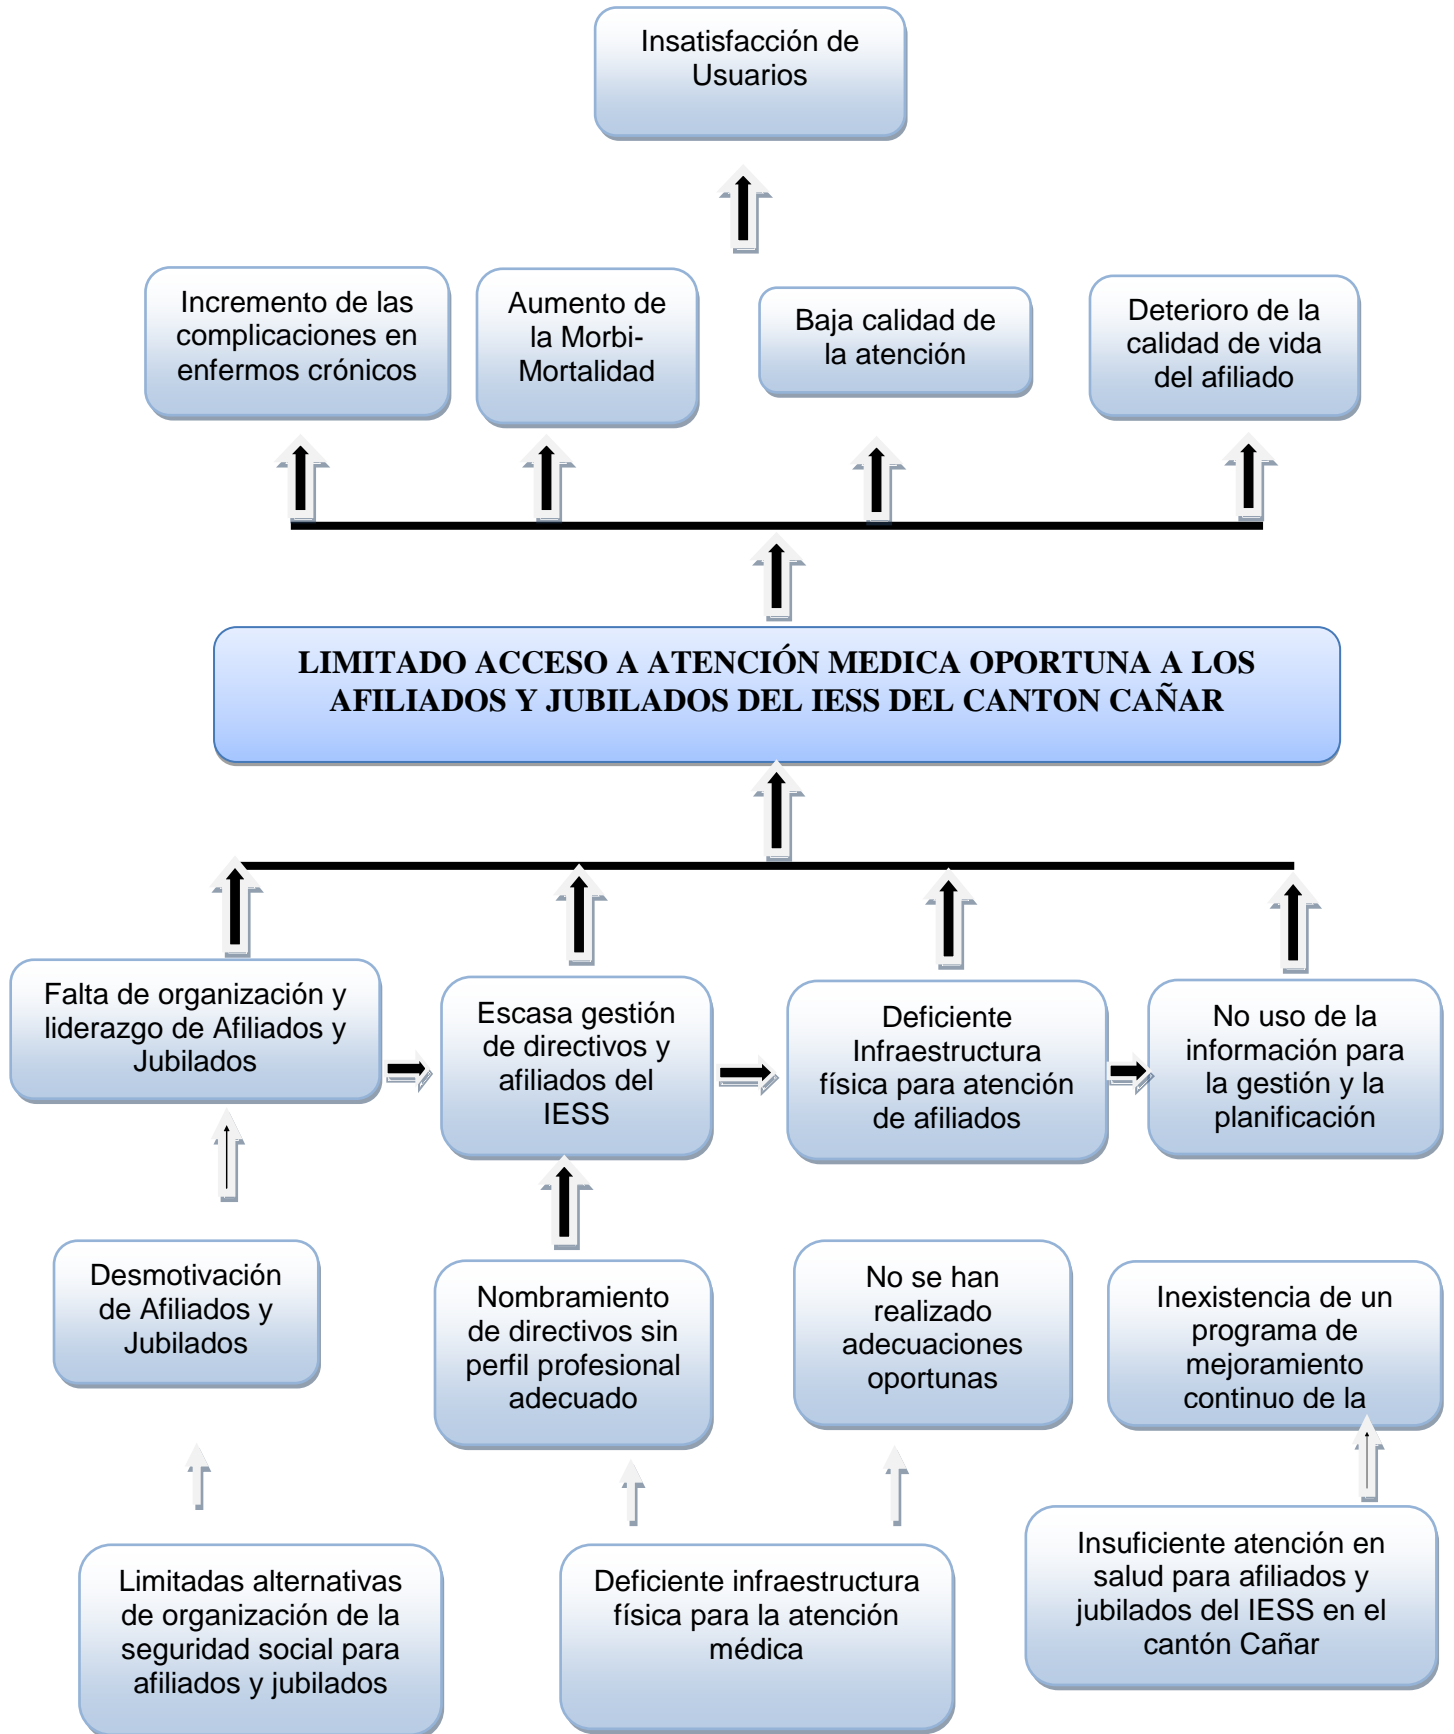 Insatisfacción de
Usuarios
Incremento de las
complicaciones en
enfermos crónicos
Aumento de
la Morbi-
Mortalidad
Baja calidad de
la atención
Deterioro de la
calidad de vida
del afiliado
LIMITADO ACCESO A ATENCIÓN MEDICA OPORTUNA A LOS
AFILIADOS Y JUBILADOS DEL IESS DEL CANTON CAÑAR
Falta de organización y
liderazgo de Afiliados y
Jubilados
Escasa gestión
de directivos y
afiliados del
IESS
Deficiente
Infraestructura
física para atención
de afiliados
No uso de la
información para
la gestión y la
planificación
Desmotivación
de Afiliados y
Jubilados
Nombramiento
de directivos sin
perfil profesional
adecuado
No se han
realizado
adecuaciones
oportunas
Inexistencia de un
programa de
mejoramiento
continuo de la
Limitadas alternativas
de organización de la
seguridad social para
afiliados y jubilados
Deficiente infraestructura
física para la atención
médica
Insuficiente atención en
salud para afiliados y
jubilados del IESS en el
cantón Cañar